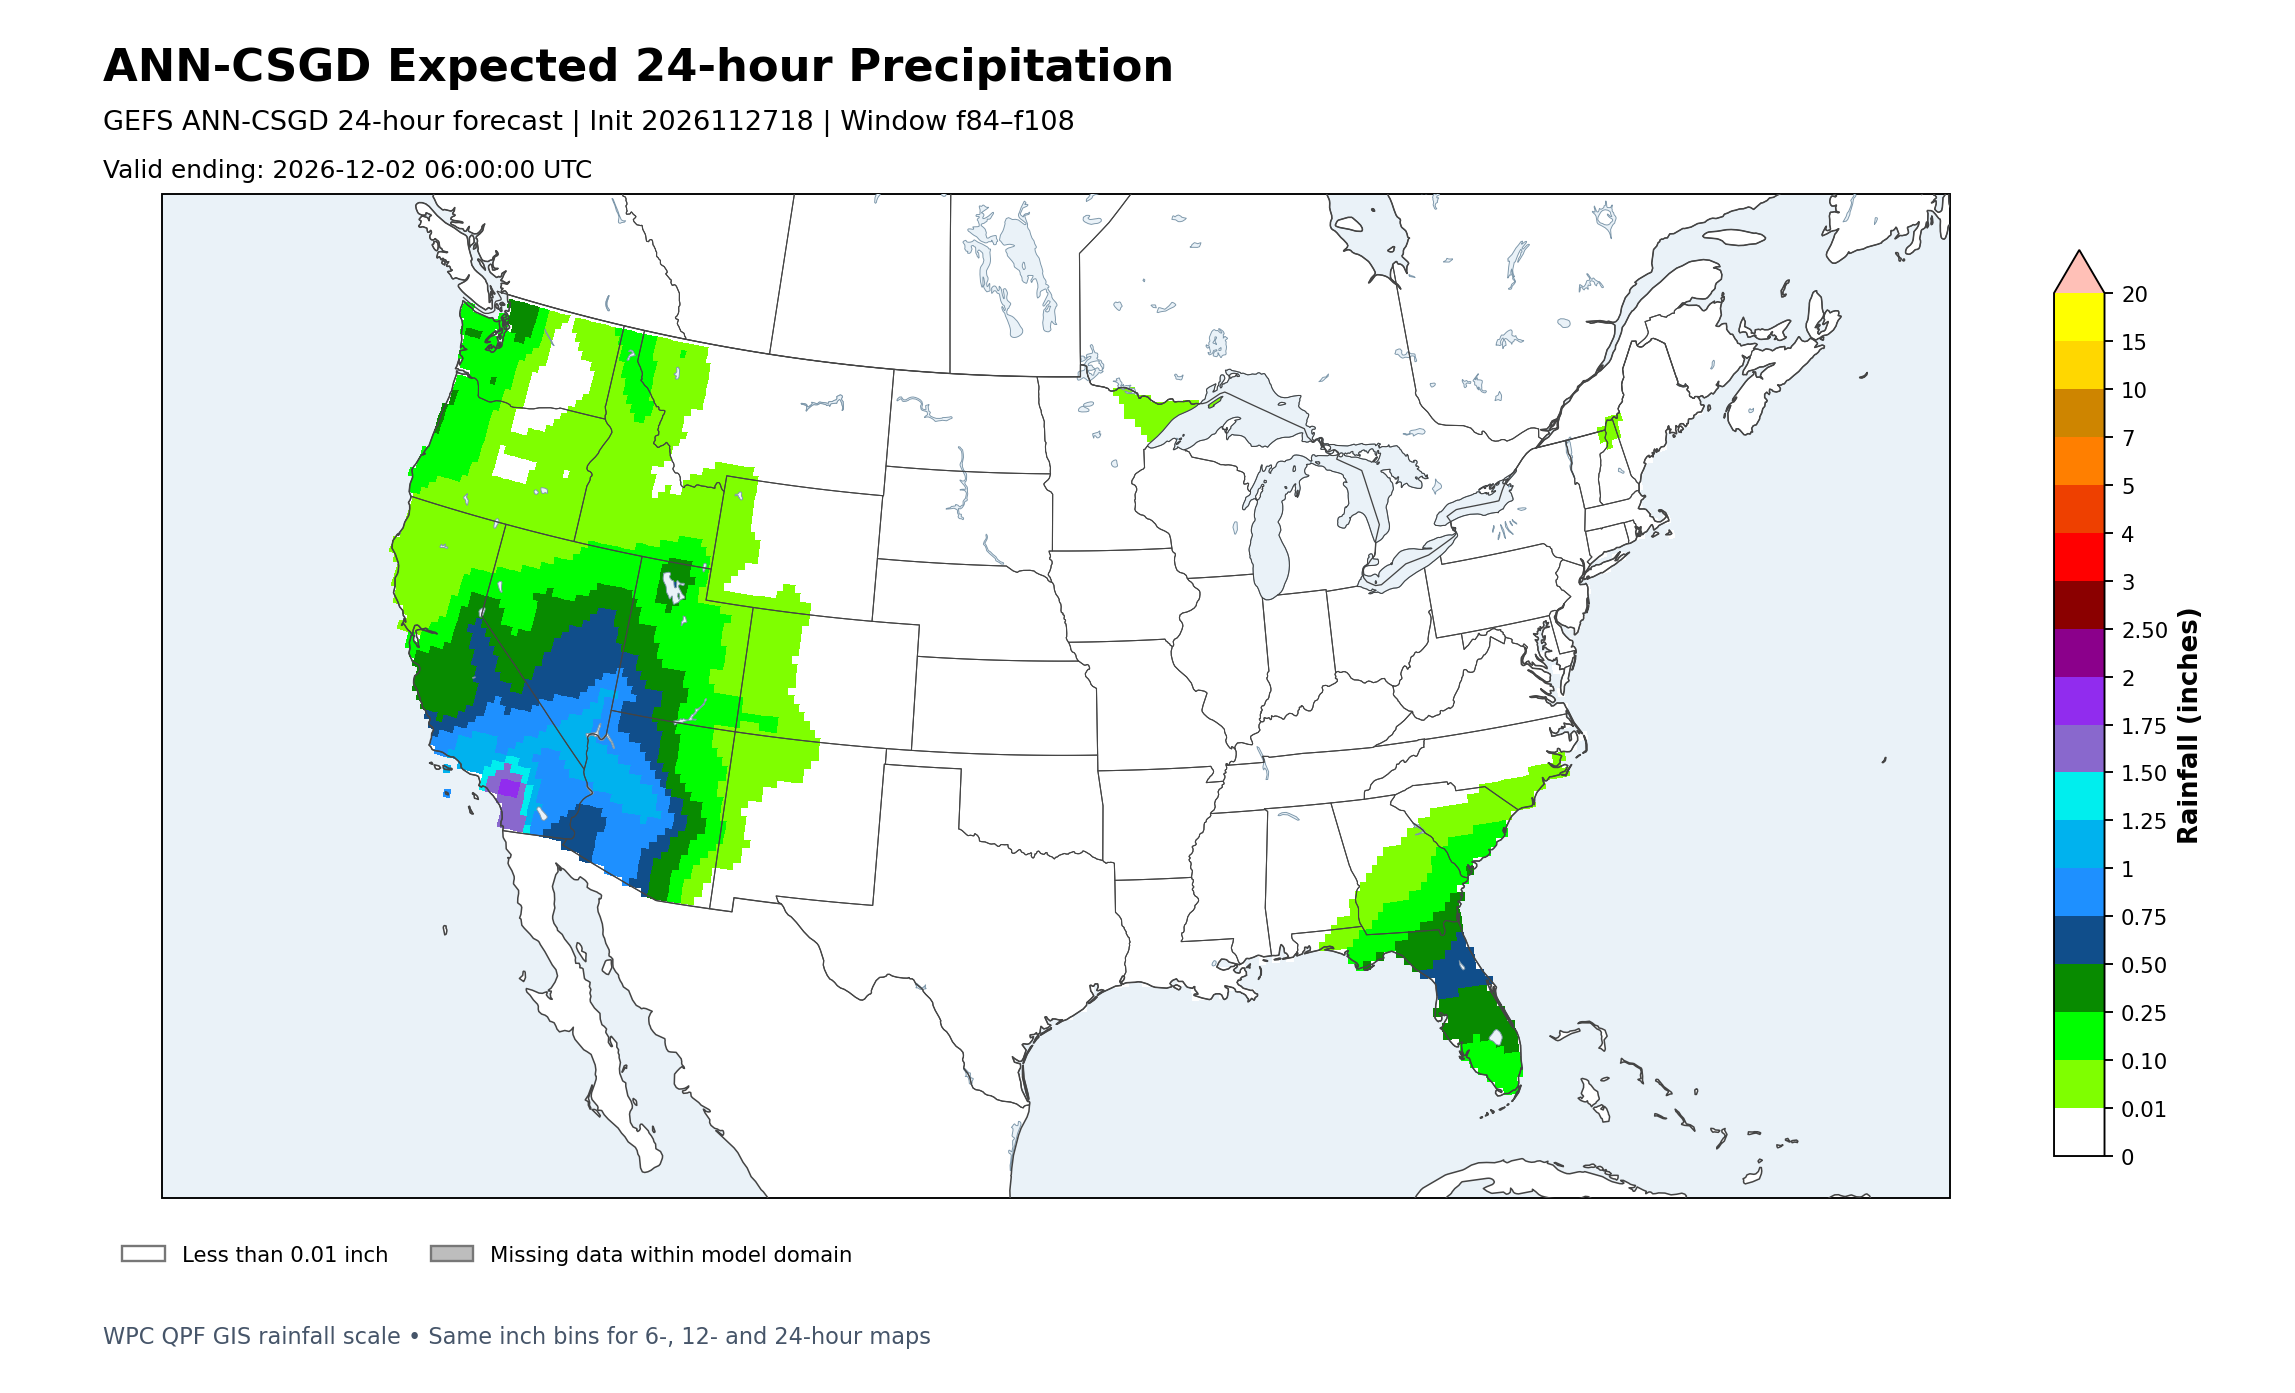 ANN-CSGD Expected 24-hour Precipitation
GEFS ANN-CSGD 24-hour forecast | Init 2026112718 | Window f84–f108
Valid ending: 2026-12-02 06:00:00 UTC
20
15
10
7
5
4
3
2.50
2
1.75
1.50
1.25
1
0.75
0.50
0.25
0.10
0.01
0
Rainfall (inches)
Less than 0.01 inch
Missing data within model domain
WPC QPF GIS rainfall scale • Same inch bins for 6-, 12- and 24-hour maps